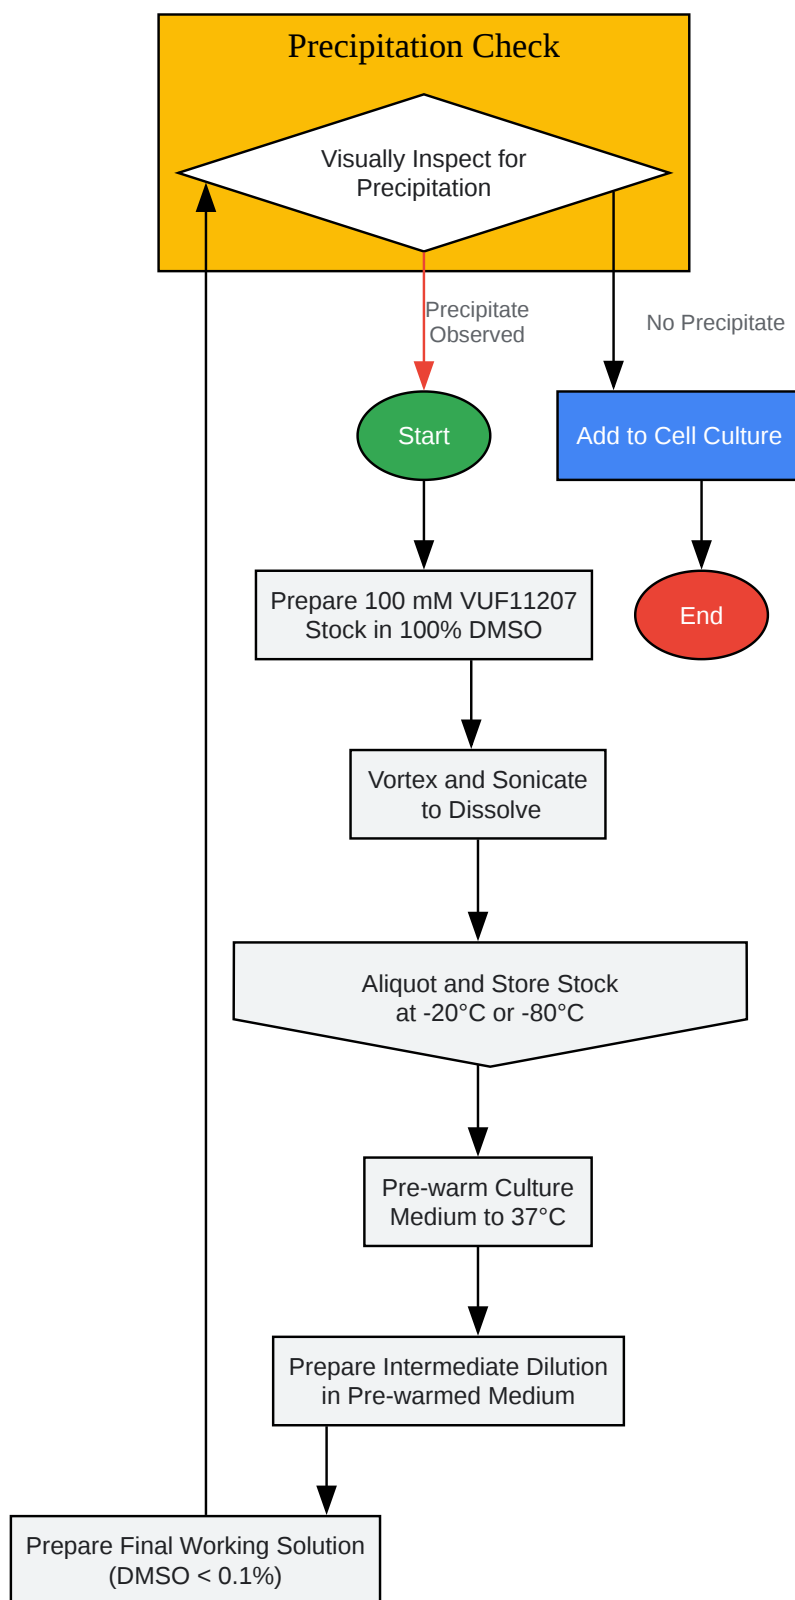 Precipitation Check
Visually Inspect for
Precipitation
Precipitate
Observed
No Precipitate
Start
Add to Cell Culture
Prepare 100 mM VUF11207
Stock in 100% DMSO
End
Vortex and Sonicate
to Dissolve
Aliquot and Store Stock
at -20°C or -80°C
Pre-warm Culture
Medium to 37°C
Prepare Intermediate Dilution
in Pre-warmed Medium
Prepare Final Working Solution
(DMSO < 0.1%)